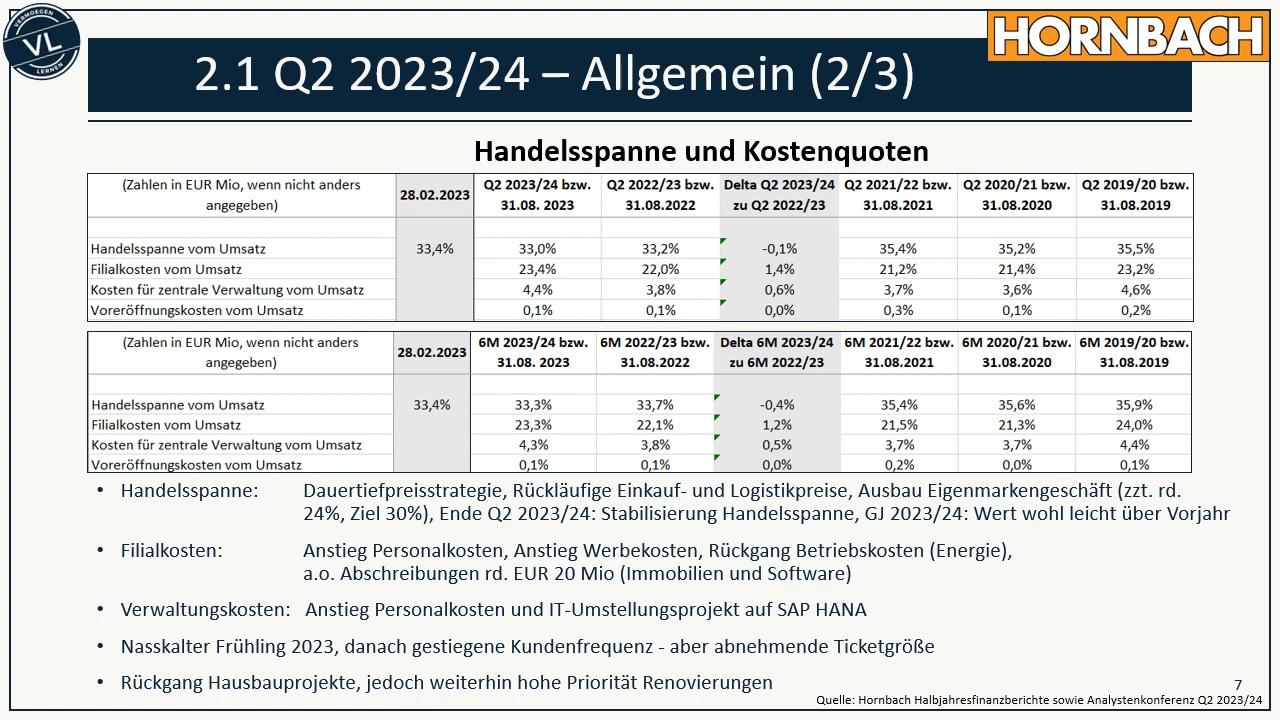 VERMOEGEN
VL
LERNEN
HORNBACH
2.1 Q2 2023/24 – Allgemein (2/3)
Handelsspanne und Kostenquoten
(Zahlen in EUR Mio, wenn nicht anders angegeben) 28.02.2023 Q2 2023/24 bzw. 31.08. 2023 Q2 2022/23 bzw. 31.08.2022 Delta Q2 2023/24 zu Q2 2022/23 Q2 2021/22 bzw. 31.08.2021 Q2 2020/21 bzw. 31.08.2020 Q2 2019/20 bzw. 31.08.2019
Handelsspanne vom Umsatz 33,4% 33,0% 33,2% -0,1% 35,4% 35,2% 35,5%
Filialkosten vom Umsatz 23,4% 22,0% 1,4% 21,2% 21,4% 23,2%
Kosten für zentrale Verwaltung vom Umsatz 4,4% 3,8% 0,6% 3,7% 3,6% 4,6%
Voreröffnungskosten vom Umsatz 0,1% 0,1% 0,0% 0,3% 0,1% 0,2%
(Zahlen in EUR Mio, wenn nicht anders angegeben) 28.02.2023 6M 2023/24 bzw. 31.08. 2023 6M 2022/23 bzw. 31.08.2022 Delta 6M 2023/24 zu 6M 2022/23 6M 2021/22 bzw. 31.08.2021 6M 2020/21 bzw. 31.08.2020 6M 2019/20 bzw. 31.08.2019
Handelsspanne vom Umsatz 33,4% 33,3% 33,7% -0,4% 35,4% 35,6% 35,9%
Filialkosten vom Umsatz 23,3% 22,1% 1,2% 21,5% 21,3% 24,0%
Kosten für zentrale Verwaltung vom Umsatz 4,3% 3,8% 0,5% 3,7% 3,7% 4,4%
Voreröffnungskosten vom Umsatz 0,1% 0,1% 0,0% 0,2% 0,0% 0,1%
• Handelsspanne: Dauertiefpreisstrategie, Rückläufige Einkauf- und Logistikpreise, Ausbau Eigenmarkengeschäft (zzt. rd.
24%, Ziel 30%), Ende Q2 2023/24: Stabilisierung Handelsspanne, GJ 2023/24: Wert wohl leicht über Vorjahr
• Filialkosten: Anstieg Personalkosten, Anstieg Werbekosten, Rückgang Betriebskosten (Energie),
a.o. Abschreibungen rd. EUR 20 Mio (Immobilien und Software)
• Verwaltungskosten: Anstieg Personalkosten und IT-Umstellungsprojekt auf SAP HANA
• Nasskalter Frühling 2023, danach gestiegene Kundenfrequenz - aber abnehmende Ticketgröße
• Rückgang Hausbauprojekte, jedoch weiterhin hohe Priorität Renovierungen
7
Quelle: Hornbach Halbjahresfinanzberichte sowie Analystenkonferenz Q2 2023/24